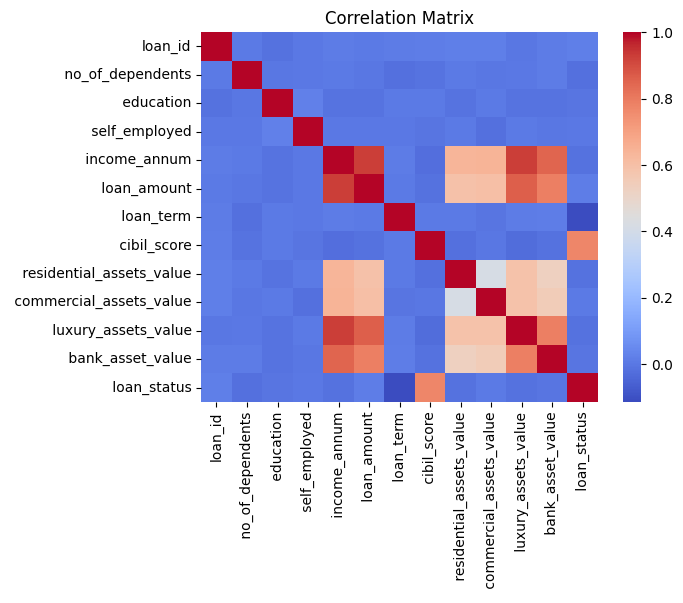 Correlation Matrix
loan_id
no_of_dependents
education
self_employed
income_annum
loan_amount
loan_term
cibil_score
residential_assets_value
commercial_assets_value
luxury_assets_value
bank_asset_value
loan_status
loan_id
no_of_dependents
education
self_employed
income_annum
loan_amount
loan_term
cibil_score
residential_assets_value
commercial_assets_value
luxury_assets_value
bank_asset_value
loan_status
1.0
0.8
0.6
0.4
0.2
0.0